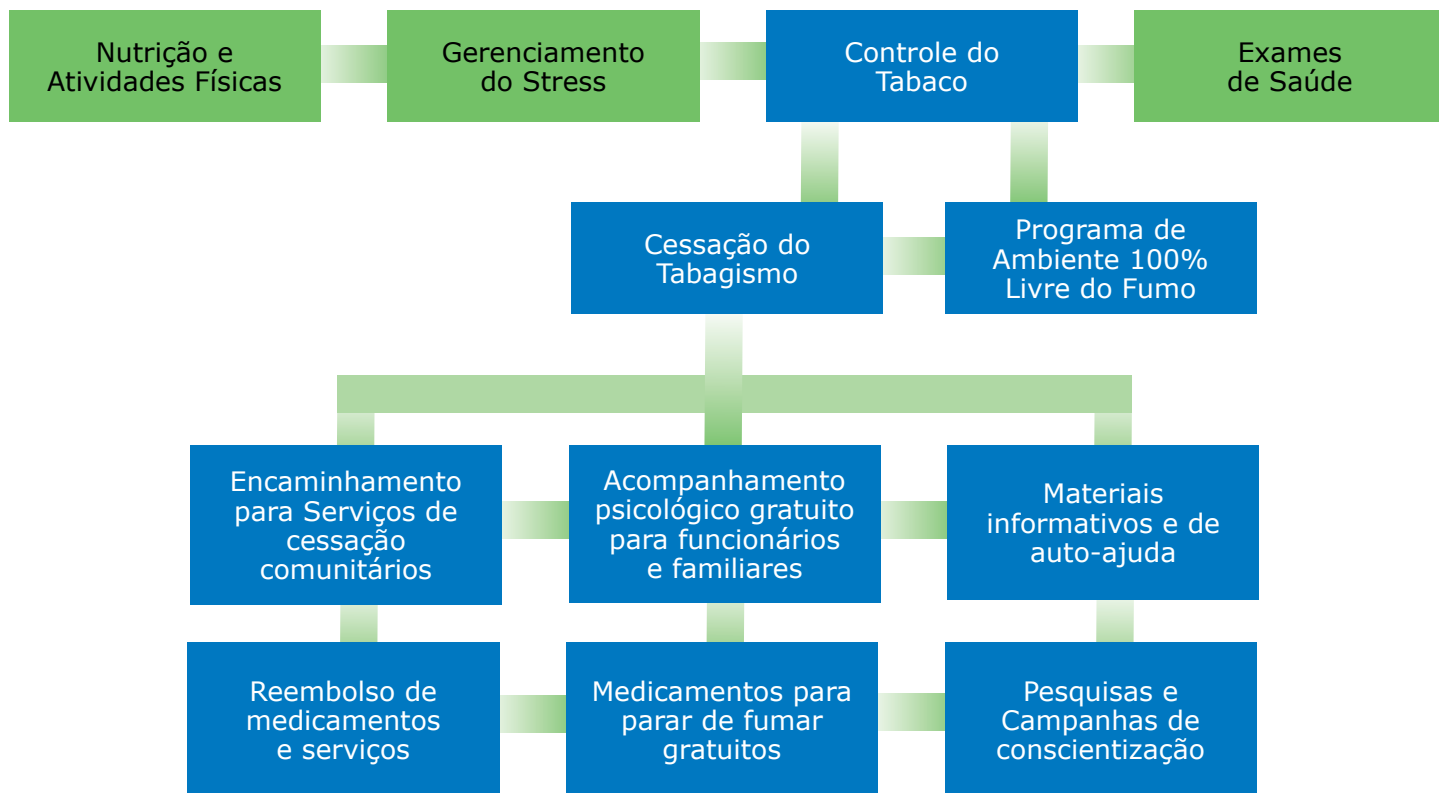 Nutrição e
Atividades Físicas
Gerenciamento
do Stress
Controle do
Tabaco
Exames
de Saúde
Cessação do
Tabagismo
Programa de
Ambiente 100%
Livre do Fumo
Encaminhamento
para Serviços de
cessação
comunitários
Acompanhamento
psicológico gratuito
para funcionários
e familiares
Materiais
informativos e de
auto-ajuda
Reembolso de
medicamentos
e serviços
Medicamentos para
parar de fumar
gratuitos
Pesquisas e
Campanhas de
conscientização